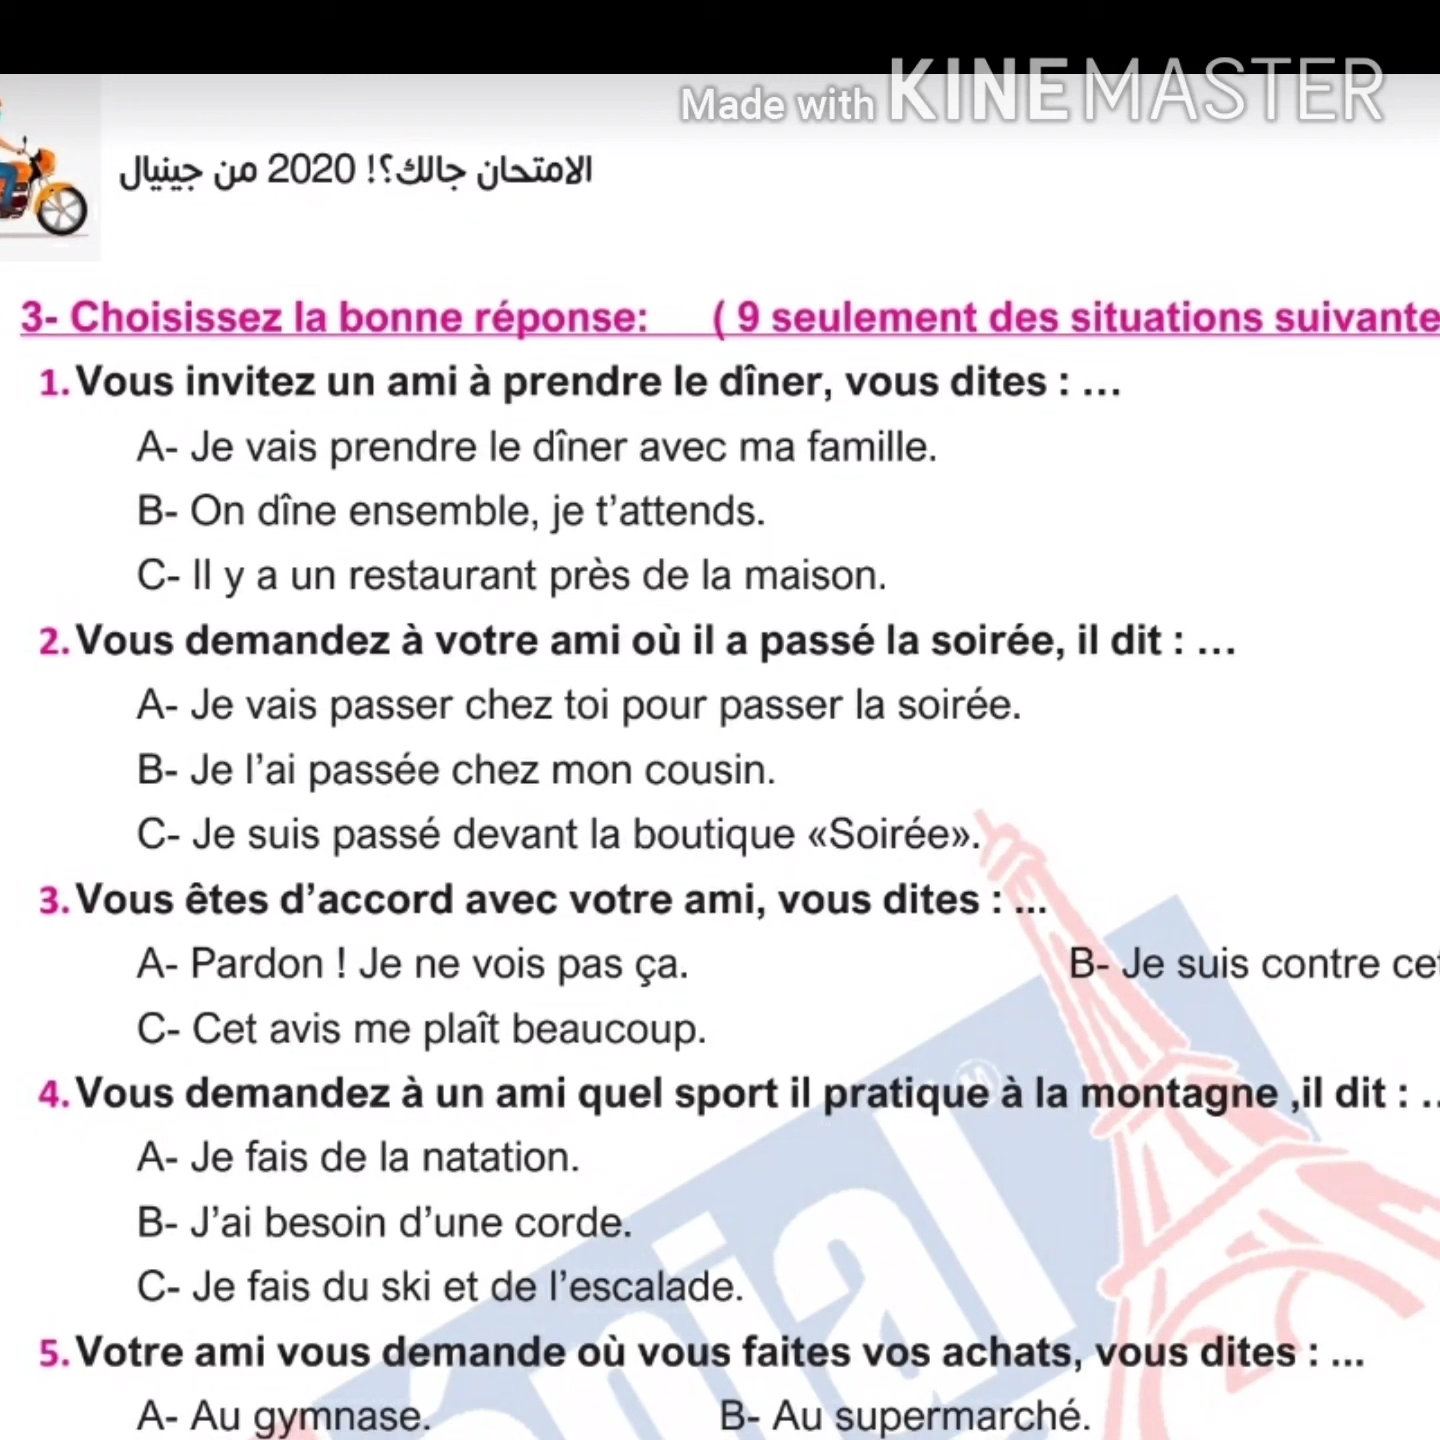 Made with KINEMASTER
الامتحان جالك؟! 2020 من جينيال
3- Choisissez la bonne réponse: ( 9 seulement des situations suivante
1. Vous invitez un ami à prendre le dîner, vous dites : ...
A- Je vais prendre le dîner avec ma famille.
B- On dîne ensemble, je t’attends.
C- Il y a un restaurant près de la maison.
2. Vous demandez à votre ami où il a passé la soirée, il dit : ...
A- Je vais passer chez toi pour passer la soirée.
B- Je l’ai passée chez mon cousin.
C- Je suis passé devant la boutique «Soirée».
3. Vous êtes d’accord avec votre ami, vous dites : ...
A- Pardon ! Je ne vois pas ça. B- Je suis contre
C- Cet avis me plaît beaucoup.
4. Vous demandez à un ami quel sport il pratique à la montagne ,il dit : ..
A- Je fais de la natation.
B- J’ai besoin d’une corde.
C- Je fais du ski et de l’escalade.
5. Votre ami vous demande où vous faites vos achats, vous dites : ...
A- Au gymnase. B- Au supermarché.